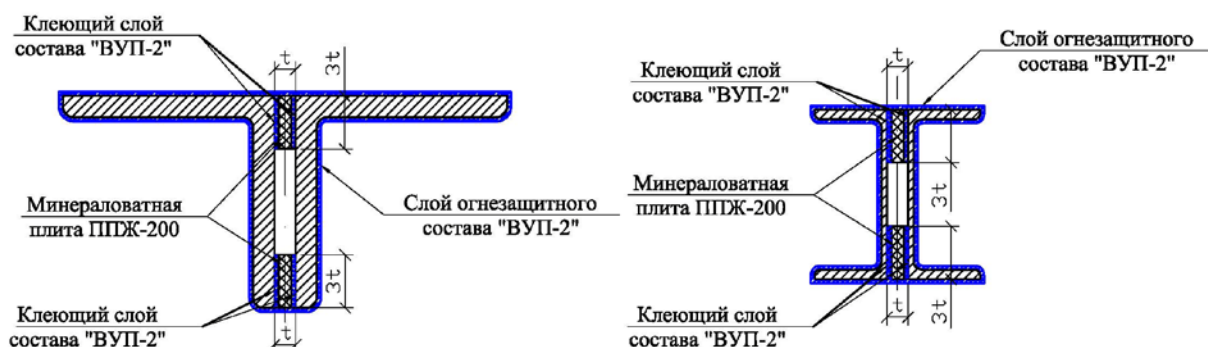 Клеющий слой
состава "ВУП-2"
t
3t
Минераловатная
плита ППЖ-200
Слой огнезащитного
состава "ВУП-2"
3t
Клеющий слой
состава "ВУП-2"
t
Слой огнезащитного
состава "ВУП-2"
t
Клеющий слой
состава "ВУП-2"
3t
Минераловатная
плита ППЖ-200
3t
t
Клеющий слой
состава "ВУП-2"